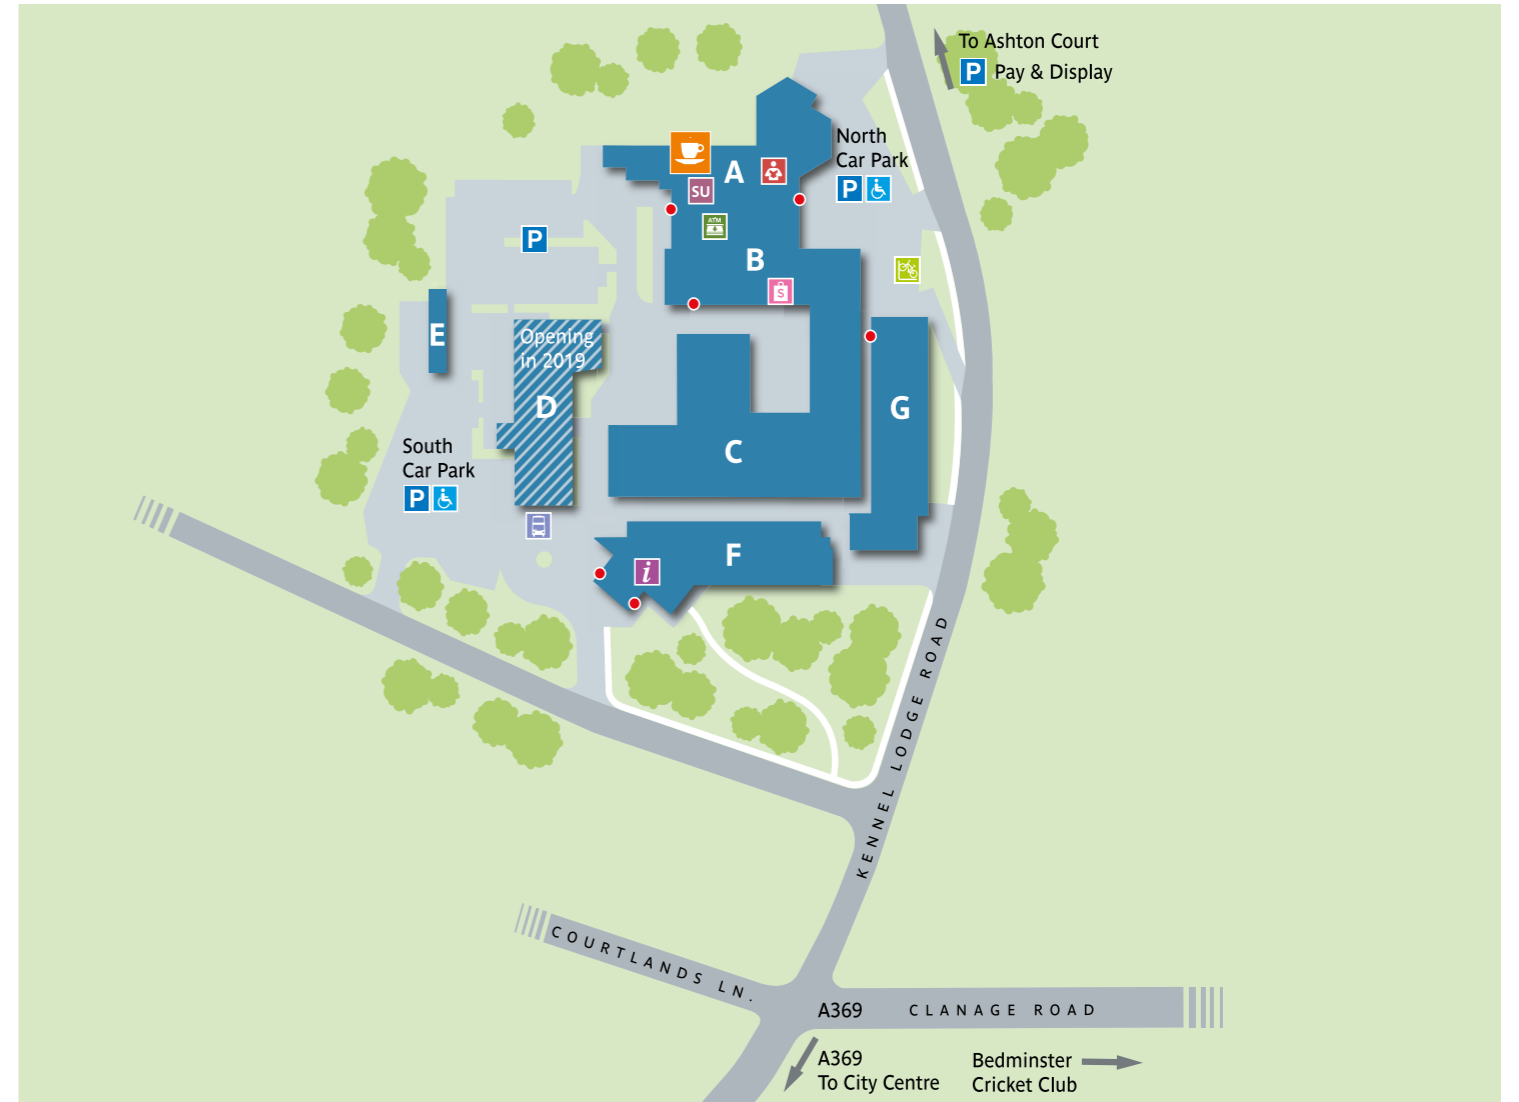 To Ashton Court
P Pay & Display
North
Car Park
P
A
SU
ATM
B
P
S
E
Opening
in 2019
D
G
C
South
Car Park
P
F
i
KENNEL LODGE ROAD
COURTLANDS LN.
A369 CLANAGE ROAD
A369
To City Centre
Bedminster
Cricket Club